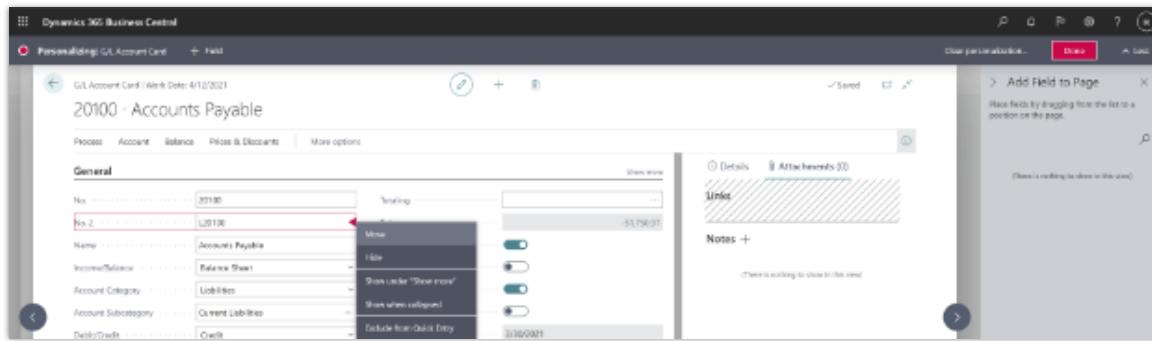 Dynamics 365 Business Central
Personalizing: G/L Account Card + Field Clear personalization... Done Less
G/L Account Card | Work Date: 4/12/2021 Saved
20100 · Accounts Payable
Process Account Balance Prices & Discounts More options
General Show more
No. 20100 Totaling
No. 2 L20100
Name Accounts Payable
Income/Balance Balance Sheet
Account Category Liabilities
Account Subcategory Current Liabilities
Debit/Credit Credit 3/30/2021
Move
Hide
Show under "Show more"
Show when collapsed
Exclude from Quick Entry
Details Attachments (0)
Links
Notes +
(There is nothing to show in this view)
Add Field to Page
Place fields by dragging from the list to a
position on the page.
(There is nothing to show in this view)